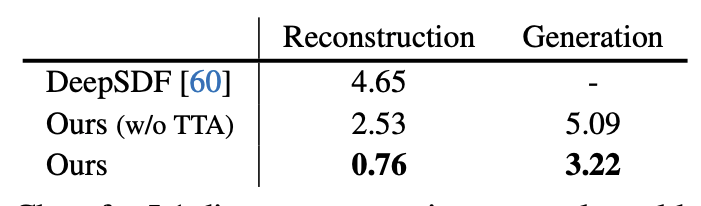 Reconstruction Generation
DeepSDF [60] 4.65 -
Ours (w/o TTA) 2.53 5.09
Ours 0.76 3.22